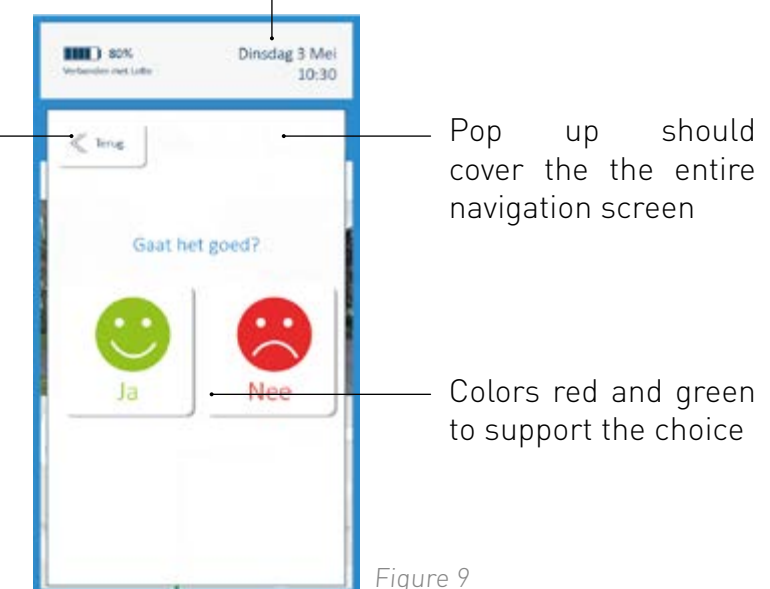 80%
Dinsdag 3 Mei
Verbonden met Lotte
10:30
Terug
Pop up should
cover the the entire
navigation screen
Gaat het goed?
Ja
Nee
Colors red and green
to support the choice
Figure 9